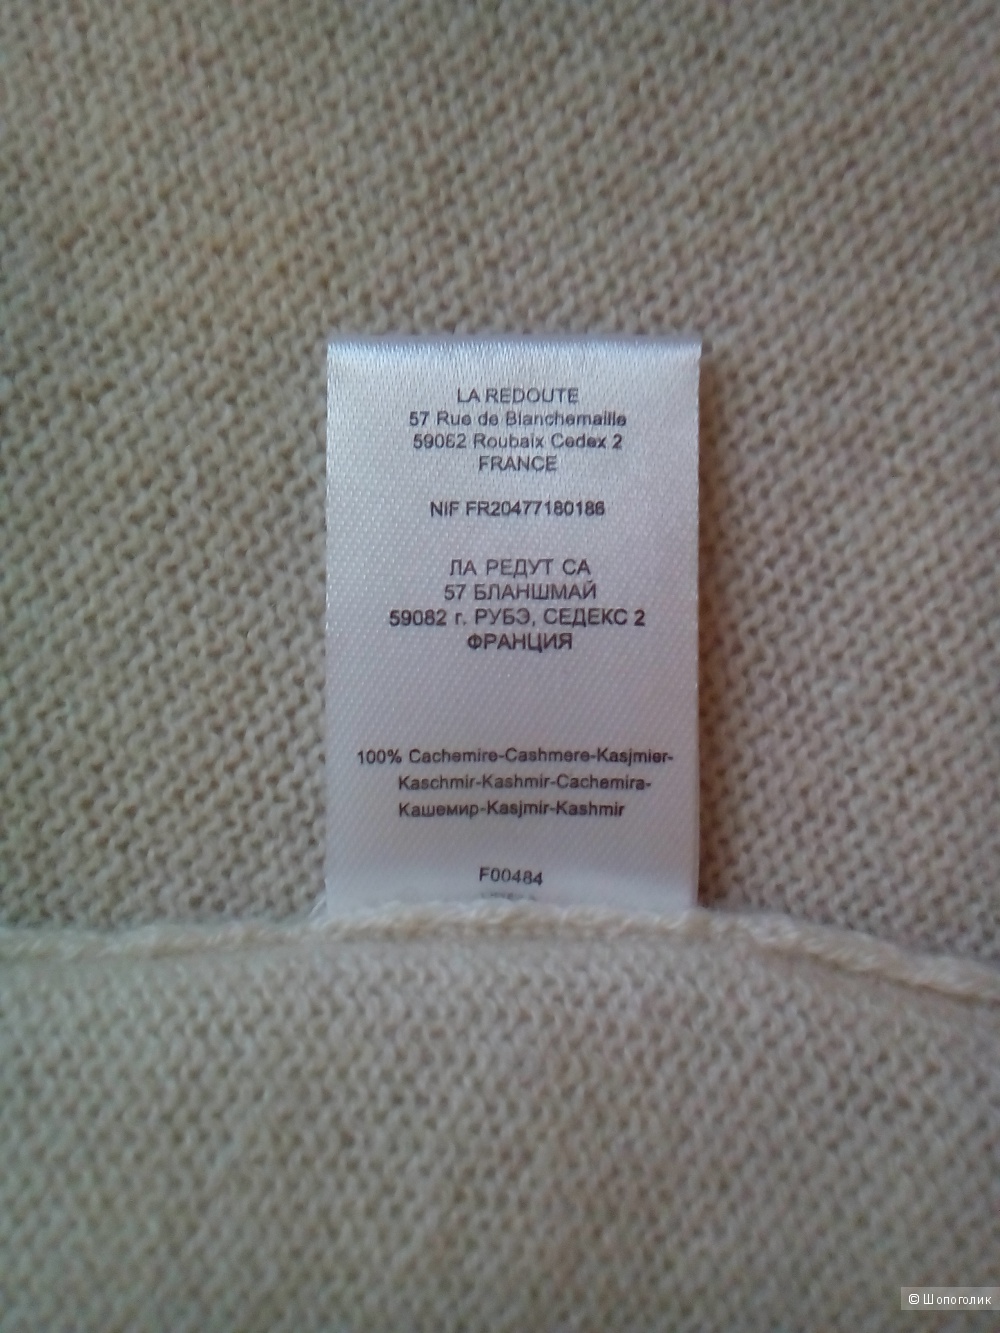 LA REDOUTE
57 Rue de Blanchemaille
59082 Roubaix Cedex 2
FRANCE
NIF FR20477180186
ЛА РЕДУТ СА
57 БЛАНШМАЙ
59082 г. РУБЭ, СЕДЕКС 2
ФРАНЦИЯ
100% Cachemire-Cashmere-Kasjmier-
Kaschmir-Kashmir-Cachemira-
Кашемир-Kasjmir-Kashmir
F00484
© Шопоголик